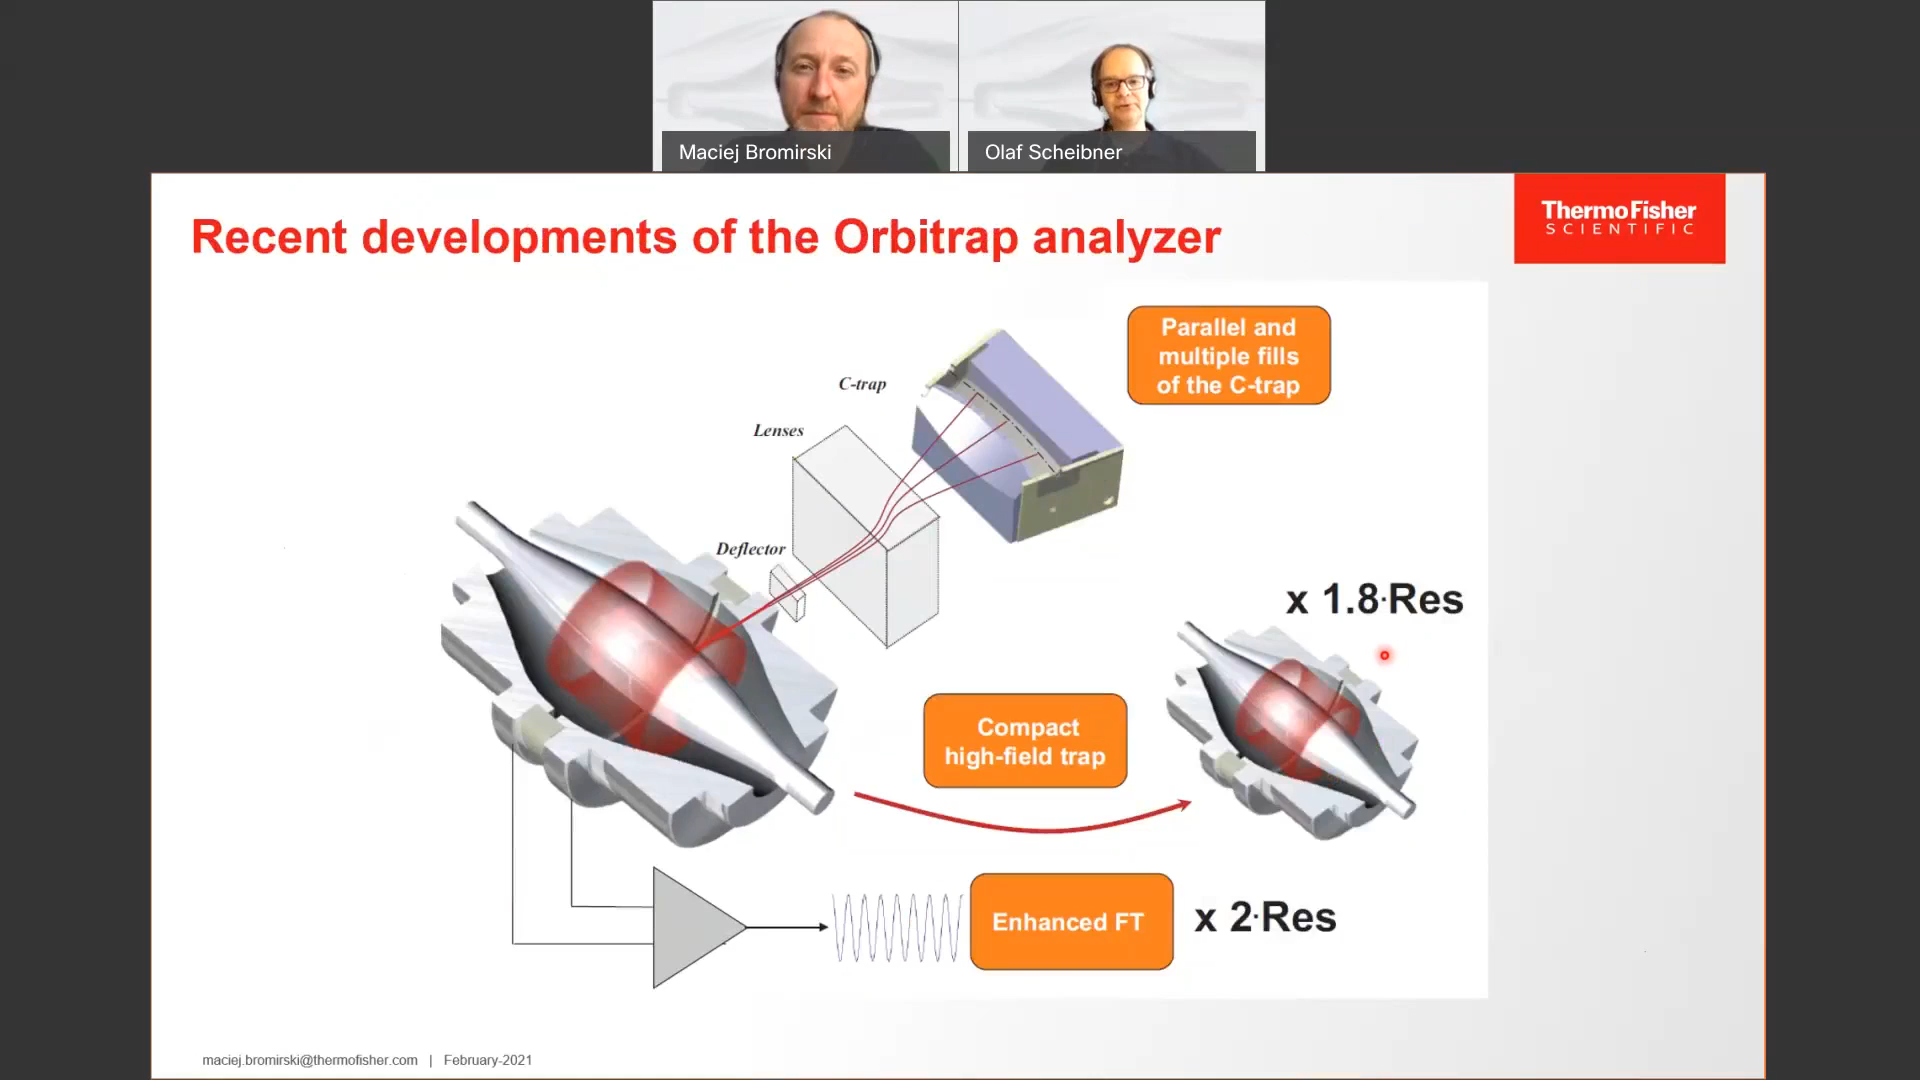 Maciej Bromirski
Olaf Scheibner
Recent developments of the Orbitrap analyzer
ThermoFisher
SCIENTIFIC
Parallel and
multiple fills
of the C-trap
C-trap
Lenses
Deflector
x 1.8·Res
Compact
high-field trap
Enhanced FT
x 2·Res
maciej.bromirski@thermofisher.com | February-2021